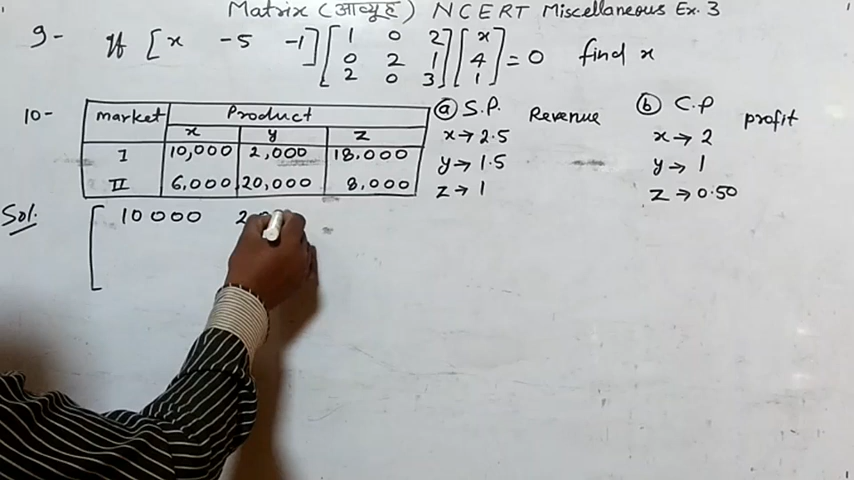 Matrix (आव्यूह) NCERT Miscellaneous Ex. 3
9- If [x -5 -1] [1 0 2
0 2 1
2 0 3] [x
4
1] = 0 find x
10- market Product
x y z
I 10,000 2,000 18,000
II 6,000 20,000 8,000
(a) S.P. Revenue
x → 2.5
y → 1.5
z → 1
(b) C.P profit
x → 2
y → 1
z → 0.50
Sol. [ 10000 2